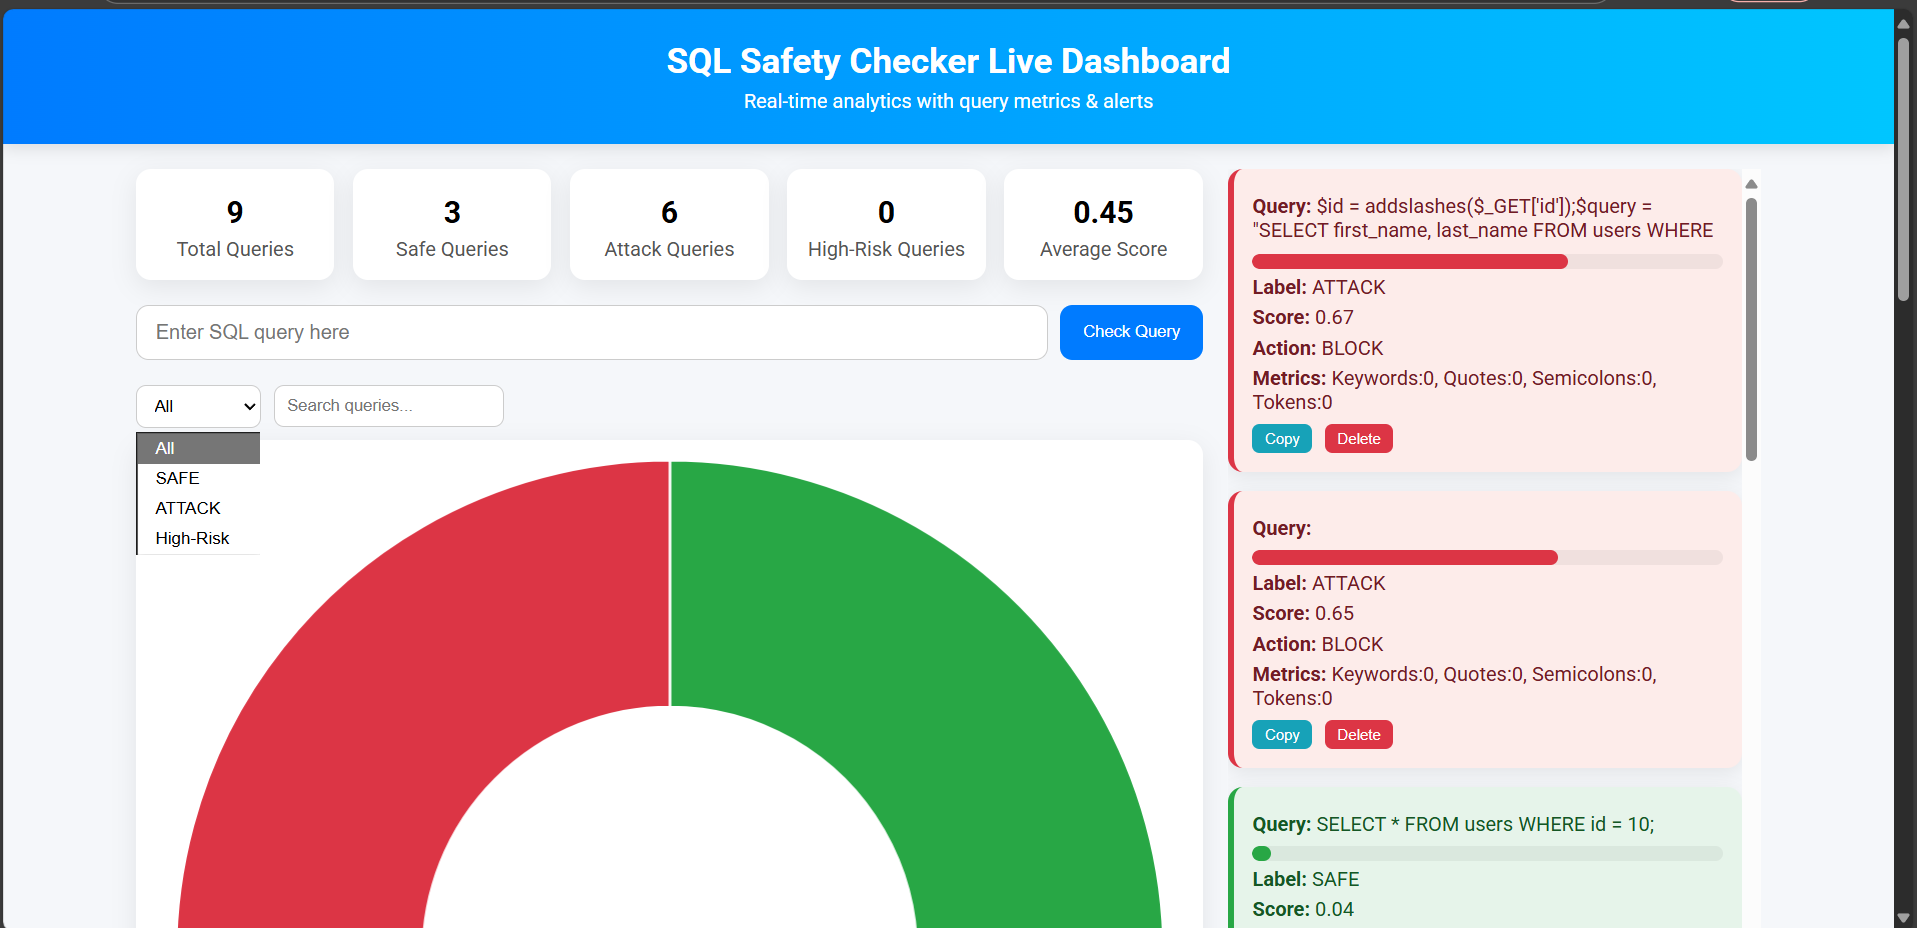 SQL Safety Checker Live Dashboard
Real-time analytics with query metrics & alerts
9
Total Queries
3
Safe Queries
6
Attack Queries
0
High-Risk Queries
0.45
Average Score
Enter SQL query here
Check Query
All
Search queries...
All
SAFE
ATTACK
High-Risk
Query: $id = addslashes($_GET['id']);$query =
"SELECT first_name, last_name FROM users WHERE
Label: ATTACK
Score: 0.67
Action: BLOCK
Metrics: Keywords:0, Quotes:0, Semicolons:0,
Tokens:0
Copy
Delete
Query:
Label: ATTACK
Score: 0.65
Action: BLOCK
Metrics: Keywords:0, Quotes:0, Semicolons:0,
Tokens:0
Copy
Delete
Query: SELECT * FROM users WHERE id = 10;
Label: SAFE
Score: 0.04